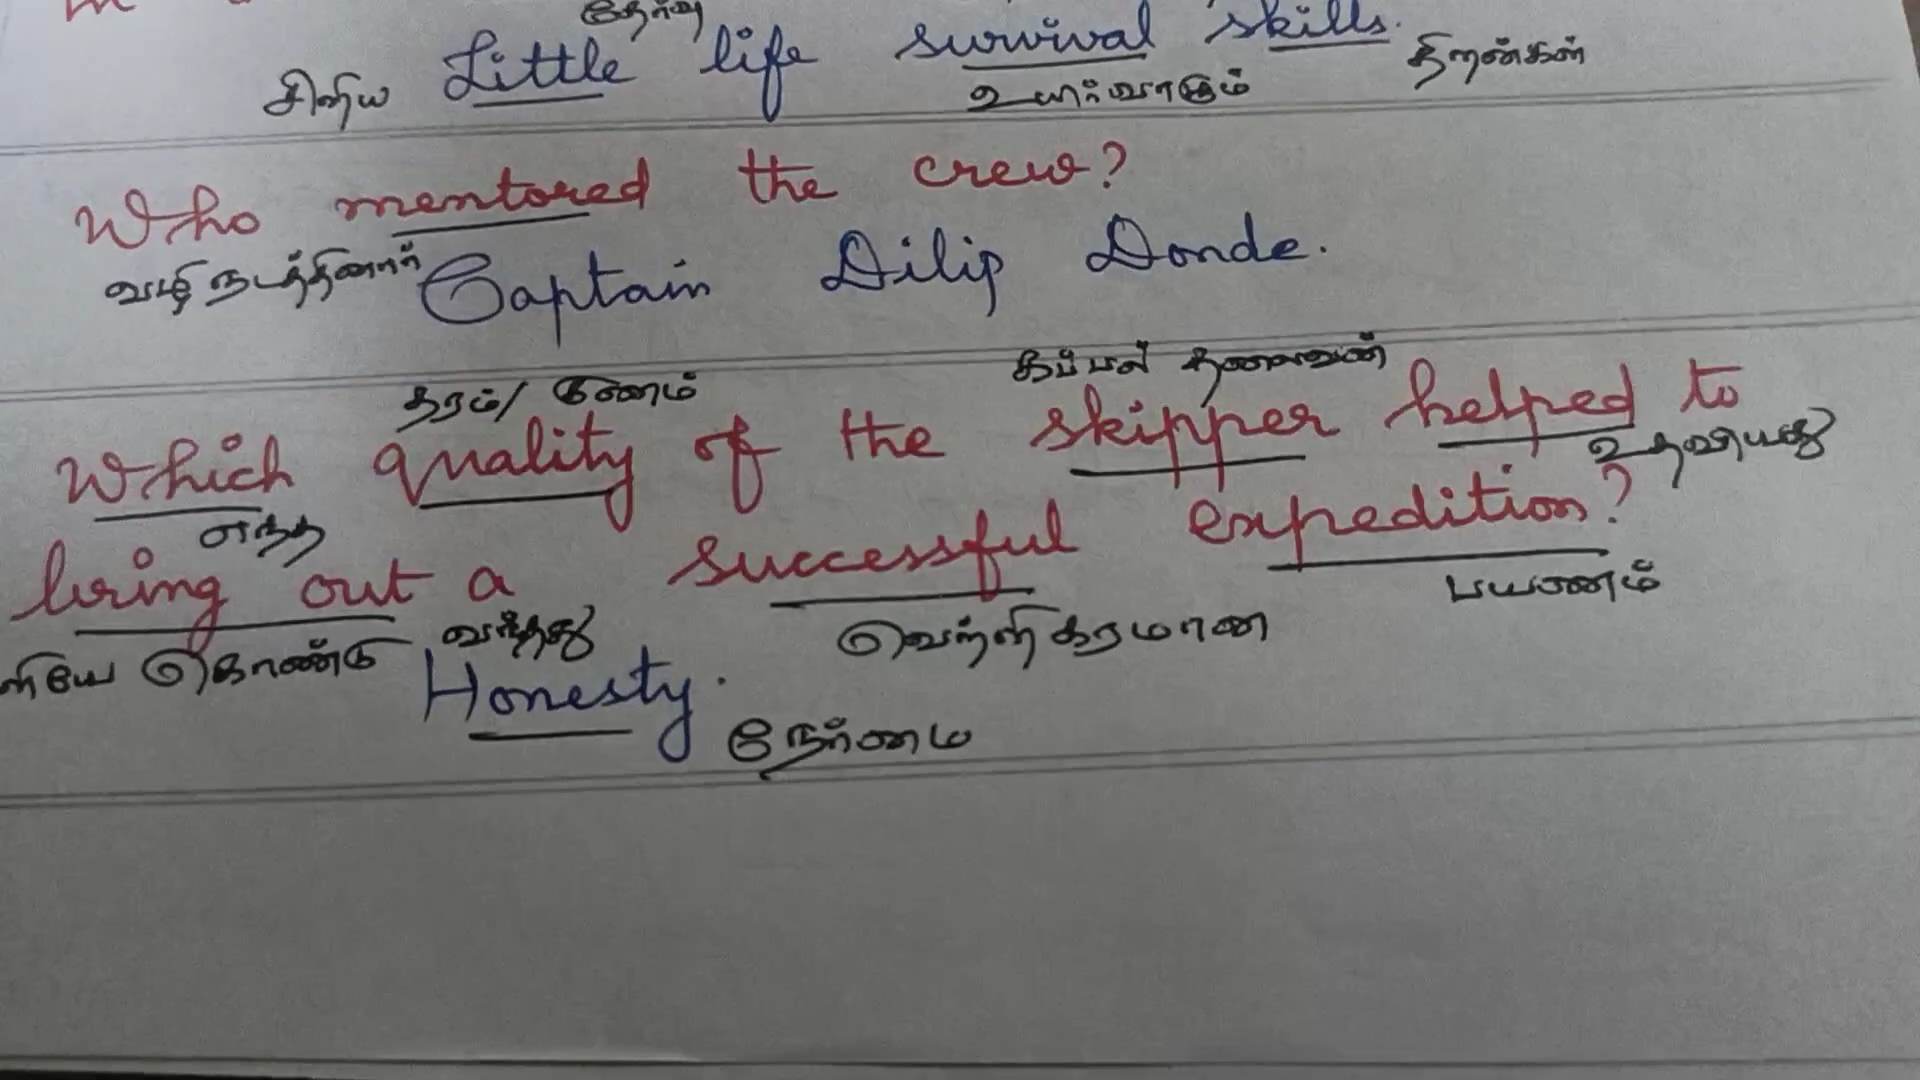 தேர்வு
Little life survival skills.
சிறிய உயிர்வாழும் திறன்கள்
Who mentored the crew?
வழிநடத்தினார்
Captain Dilip Donde.
தரம்/ குணம் கப்பல் தலைவன்
Which quality of the skipper helped to
எந்த உதவியது
bring out a successful expedition?
கொண்டு வந்தது வெற்றிகரமான பயணம்
Honesty.
நேர்மை